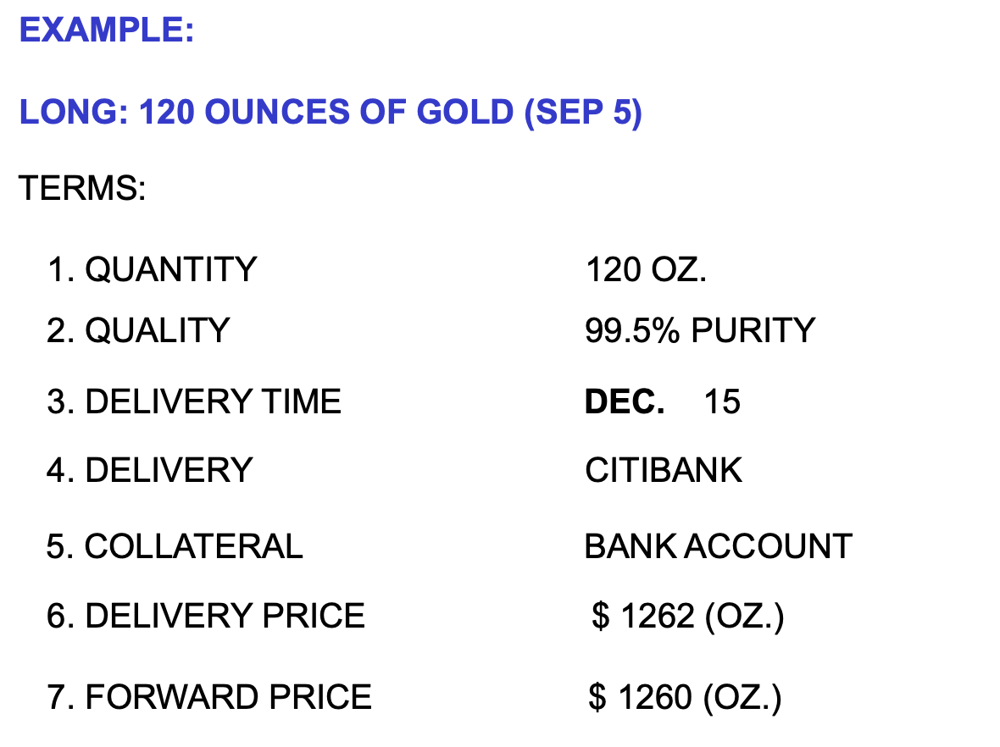 EXAMPLE:
LONG: 120 OUNCES OF GOLD (SEP 5)
TERMS:
1. QUANTITY 120 OZ.
2. QUALITY 99.5% PURITY
3. DELIVERY TIME DEC. 15
4. DELIVERY CITIBANK
5. COLLATERAL BANK ACCOUNT
6. DELIVERY PRICE $ 1262 (OZ.)
7. FORWARD PRICE $ 1260 (OZ.)